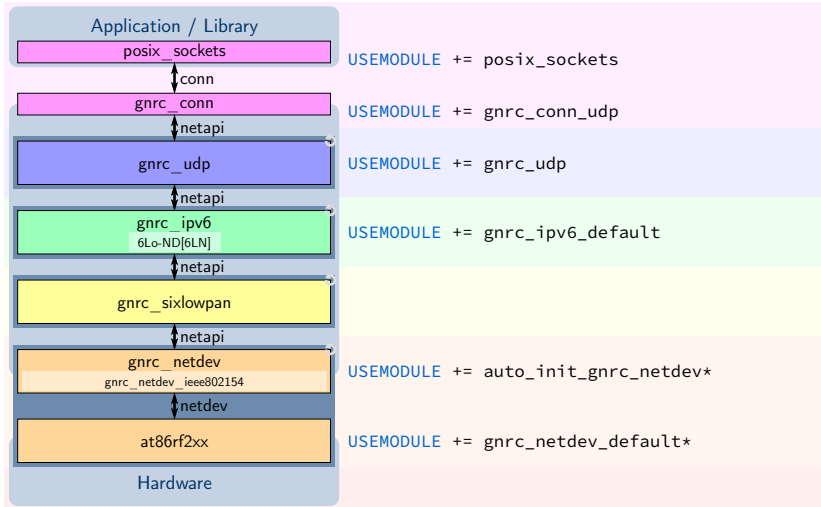 Application / Library
posix_sockets
USEMODULE += posix_sockets
conn
gnrc_conn
USEMODULE += gnrc_conn_udp
netapi
gnrc_udp
USEMODULE += gnrc_udp
netapi
gnrc_ipv6
6Lo-ND[6LN]
USEMODULE += gnrc_ipv6_default
netapi
gnrc_sixlowpan
netapi
gnrc_netdev
gnrc_netdev_ieee802154
USEMODULE += auto_init_gnrc_netdev*
netdev
at86rf2xx
USEMODULE += gnrc_netdev_default*
Hardware